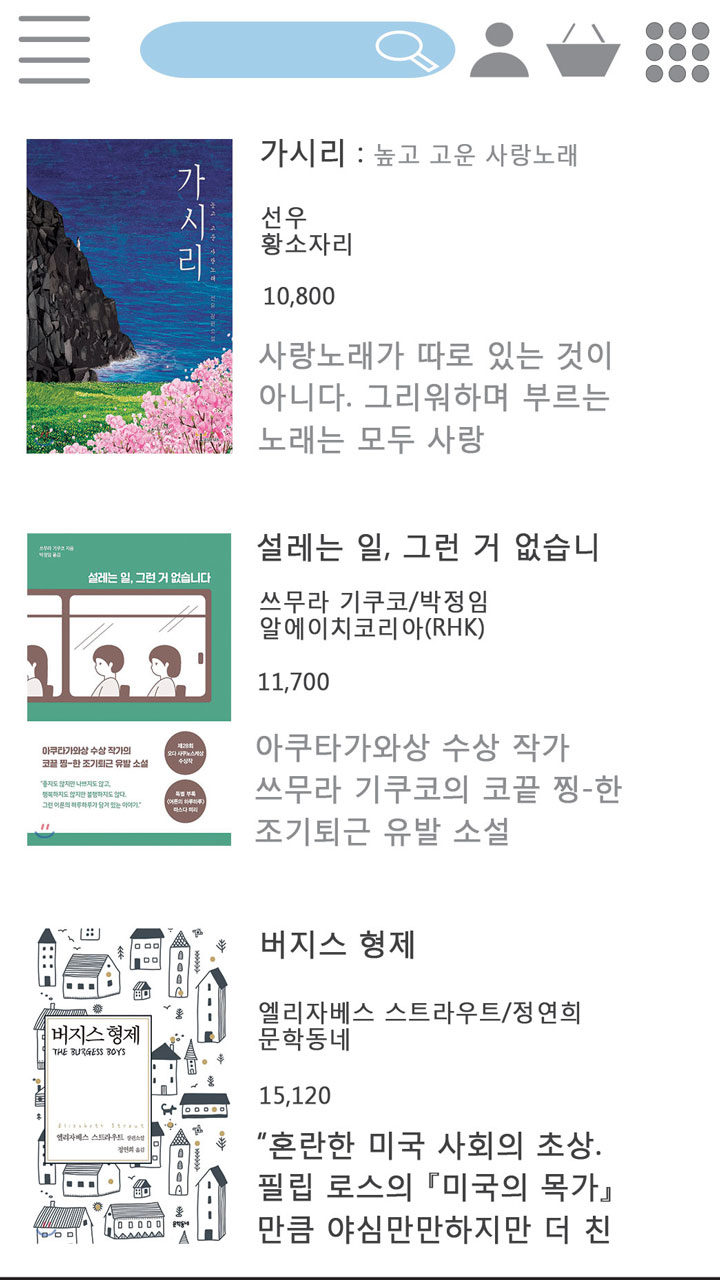 가시리 : 높고 고운 사랑노래
선우
황소자리
10,800
사랑노래가 따로 있는 것이
아니다. 그리워하며 부르는
노래는 모두 사랑
가시리
높고 고운 사랑노래
선유 장편소설
설레는 일, 그런 거 없습니
쓰무라 기쿠코/박정임
알에이치코리아(RHK)
11,700
아쿠타가와상 수상 작가
쓰무라 기쿠코의 코끝 찡-한
조기퇴근 유발 소설
쓰무라 기쿠코 지음
박정임 옮김
설레는 일, 그런 거 없습니다
아쿠타가와상 수상 작가의
코끝 찡-한 조기퇴근 유발 소설
"좋지도 않지만 나쁘지도 않고,
행복하지도 않지만 불행하지도 않다.
그런 어른의 하루하루가 담겨 있는 이야기."
제28회
오다 사쿠노스케상
수상작
특별 부록
마스다 미리
버지스 형제
엘리자베스 스트라우트/정연희
문학동네
15,120
“혼란한 미국 사회의 초상.
필립 로스의 『미국의 목가』
만큼 야심만만하지만 더 친
버지스 형제
THE BURGESS BOYS
Elizabeth Strout
엘리자베스 스트라우트 장편소설
정연희 옮김
문학동네